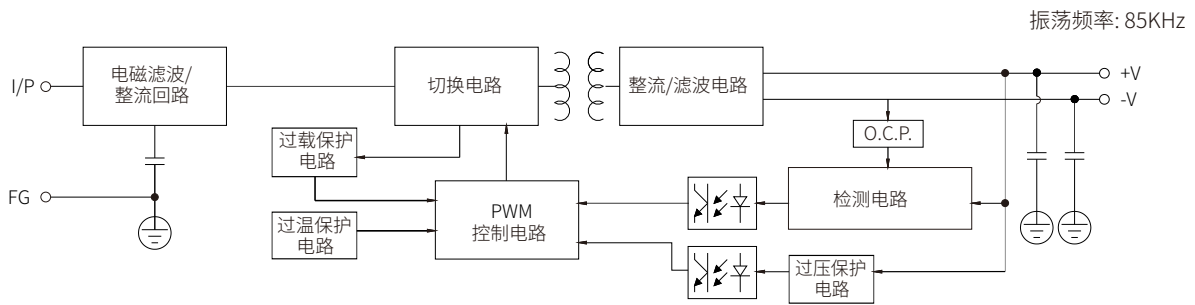 振荡频率: 85KHz
电磁滤波/
整流回路
切换电路
整流/滤波电路
I/P
+V
-V
O.C.P.
过载保护
电路
FG
PWM
控制电路
检测电路
过温保护
电路
过压保护
电路